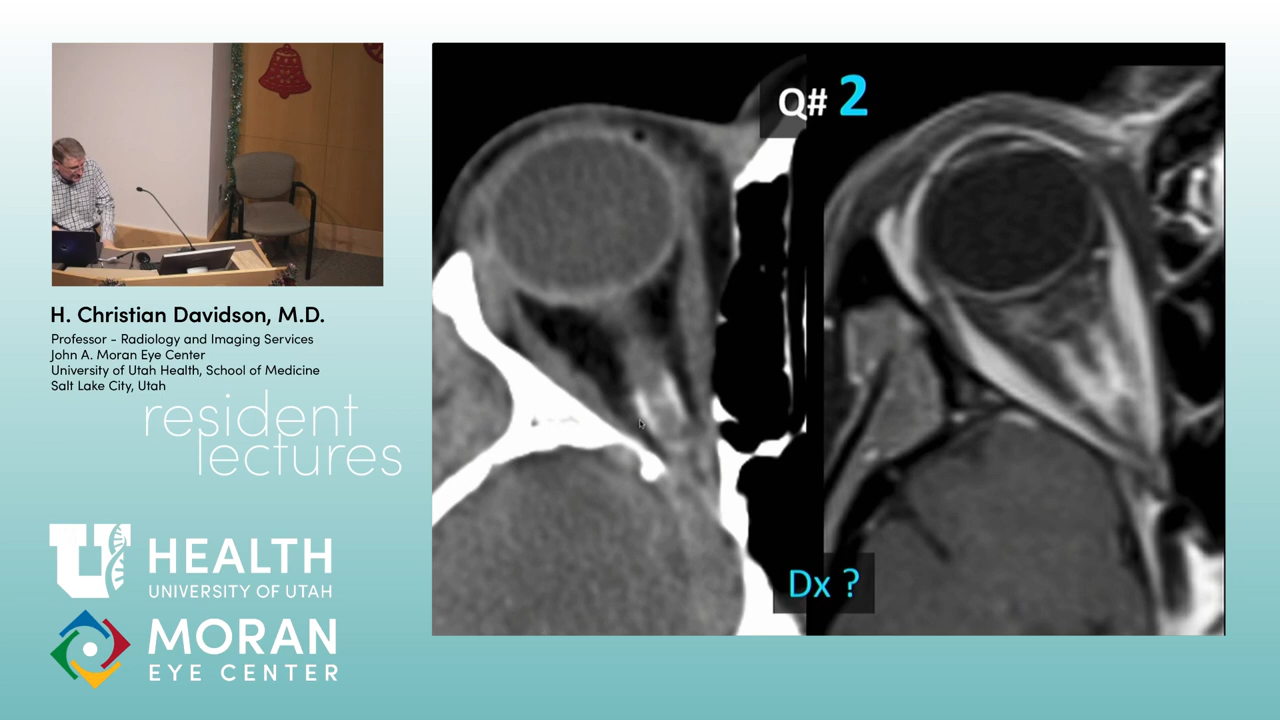 H. Christian Davidson, M.D.
Professor - Radiology and Imaging Services
John A. Moran Eye Center
University of Utah Health, School of Medicine
Salt Lake City, Utah
resident
lectures
U
HEALTH
UNIVERSITY OF UTAH
MORAN
EYE CENTER
Q# 2
Dx ?